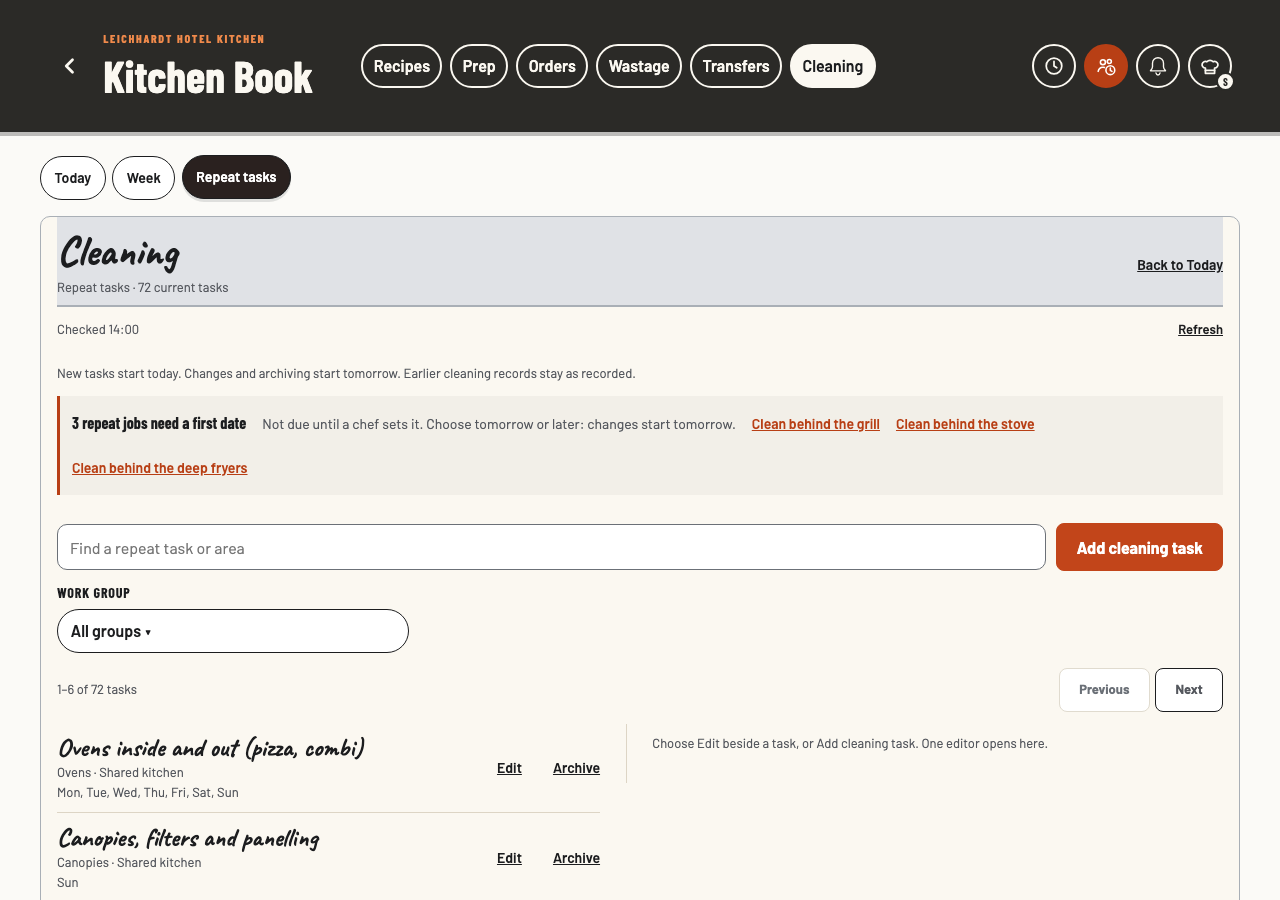 LEICHHARDT HOTEL KITCHEN
Kitchen Book
Recipes
Prep
Orders
Wastage
Transfers
Cleaning
S
Today
Week
Repeat tasks
Cleaning
Back to Today
Repeat tasks · 72 current tasks
Checked 14:00
Refresh
New tasks start today. Changes and archiving start tomorrow. Earlier cleaning records stay as recorded.
3 repeat jobs need a first date Not due until a chef sets it. Choose tomorrow or later: changes start tomorrow. Clean behind the grill Clean behind the stove
Clean behind the deep fryers
Find a repeat task or area
Add cleaning task
WORK GROUP
All groups ▾
1–6 of 72 tasks
Previous
Next
Ovens inside and out (pizza, combi)
Ovens · Shared kitchen
Mon, Tue, Wed, Thu, Fri, Sat, Sun
Edit
Archive
Choose Edit beside a task, or Add cleaning task. One editor opens here.
Canopies, filters and panelling
Canopies · Shared kitchen
Sun
Edit
Archive